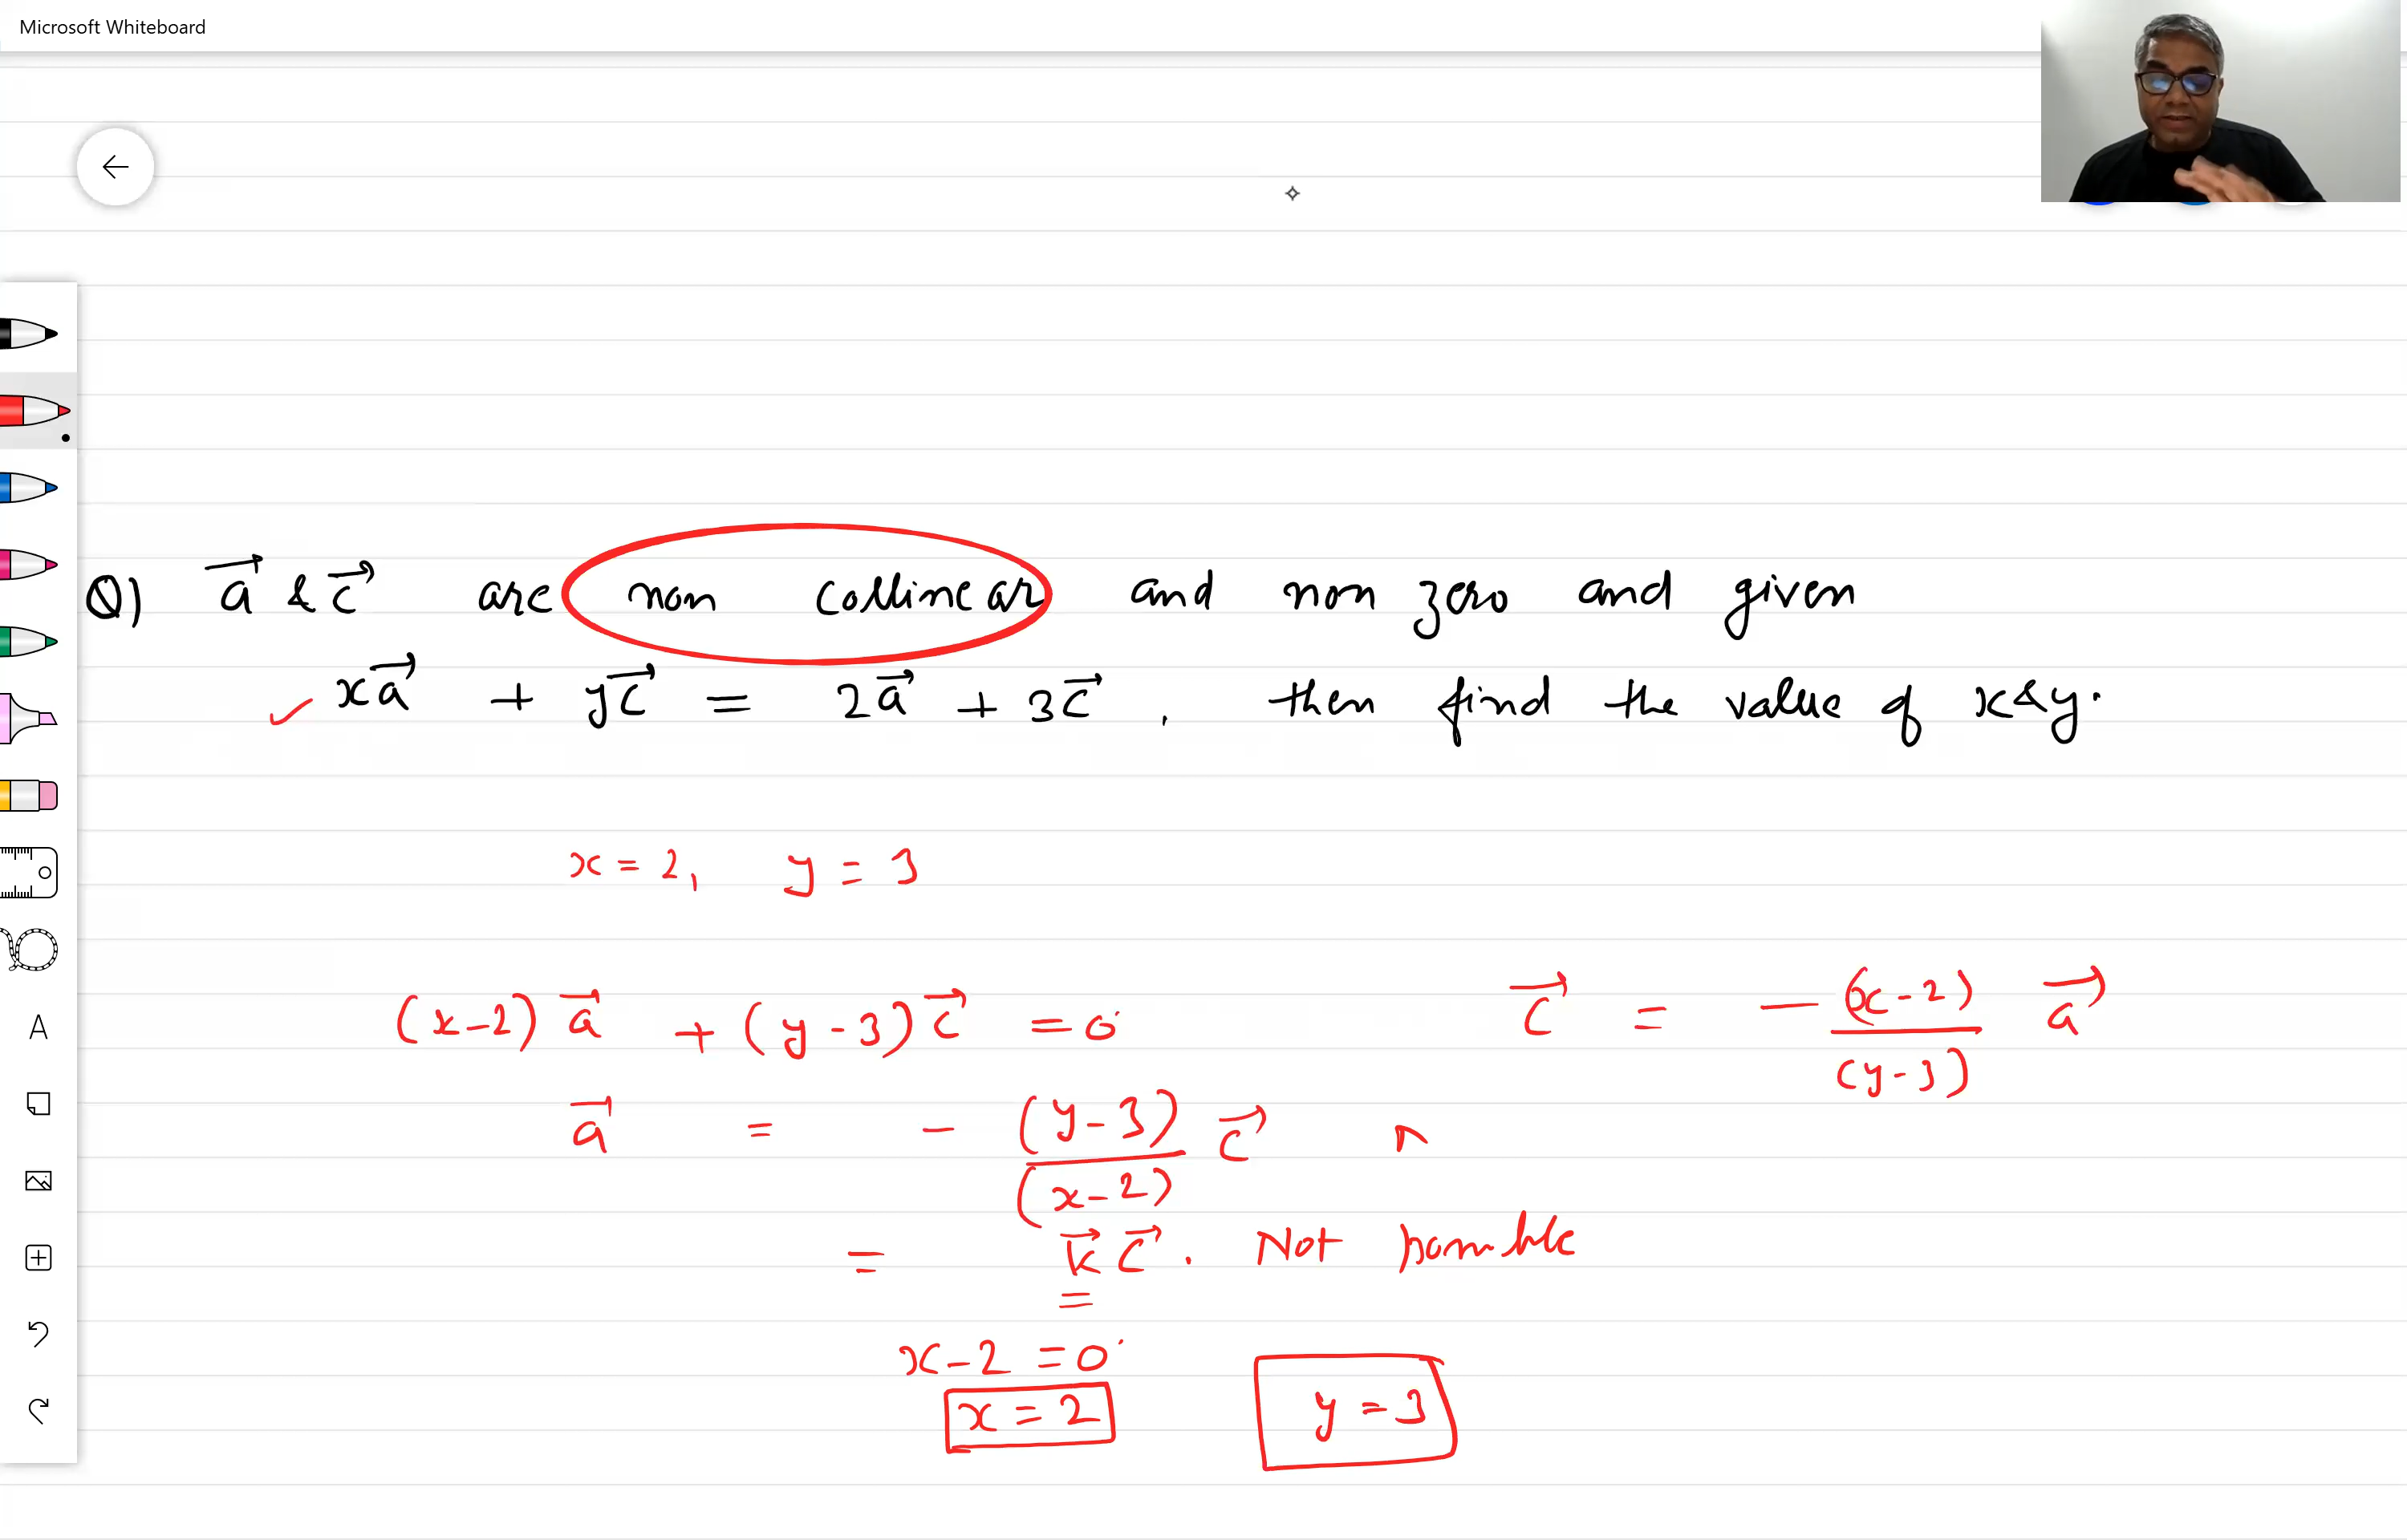 Microsoft Whiteboard
Q) a⃗ & c⃗ are non collinear and non zero and given
xa⃗ + yc⃗ = 2a⃗ + 3c⃗ , then find the value of x&y.
x = 2, y = 3
(x-2) a⃗ + (y-3) c⃗ = 0
a⃗ = - (y-3)/(x-2) c⃗
= k⃗ c⃗ . Not possible
x-2 = 0
x = 2
y = 3
c⃗ = - (x-2)/(y-3) a⃗
A